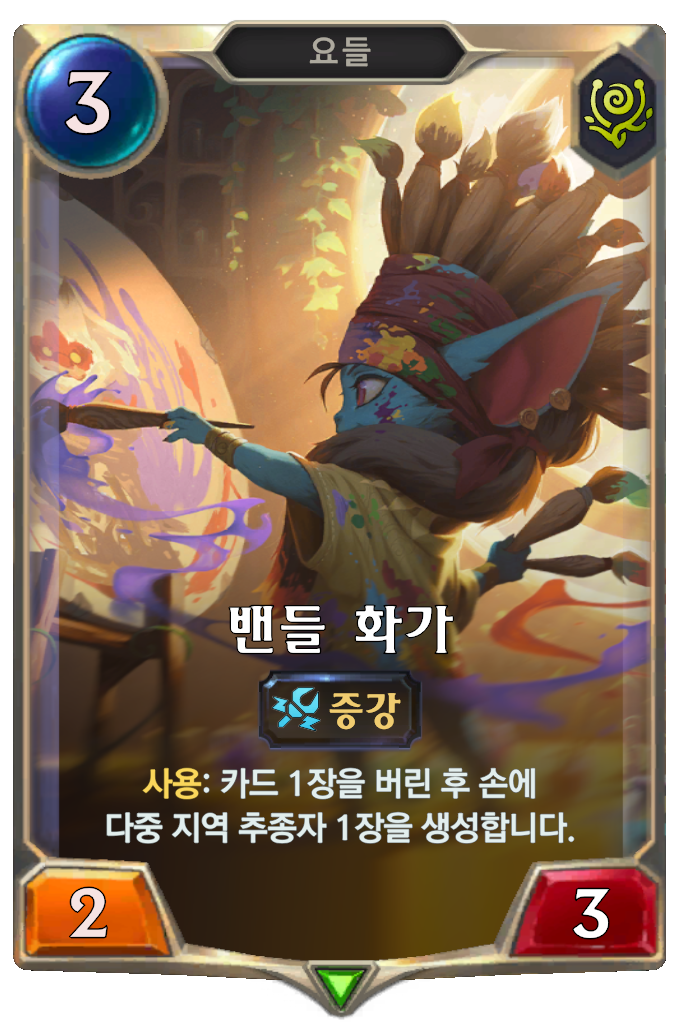 요들
3
밴들 화가
증강
사용: 카드 1장을 버린 후 손에
다중 지역 추종자 1장을 생성합니다.
2
3